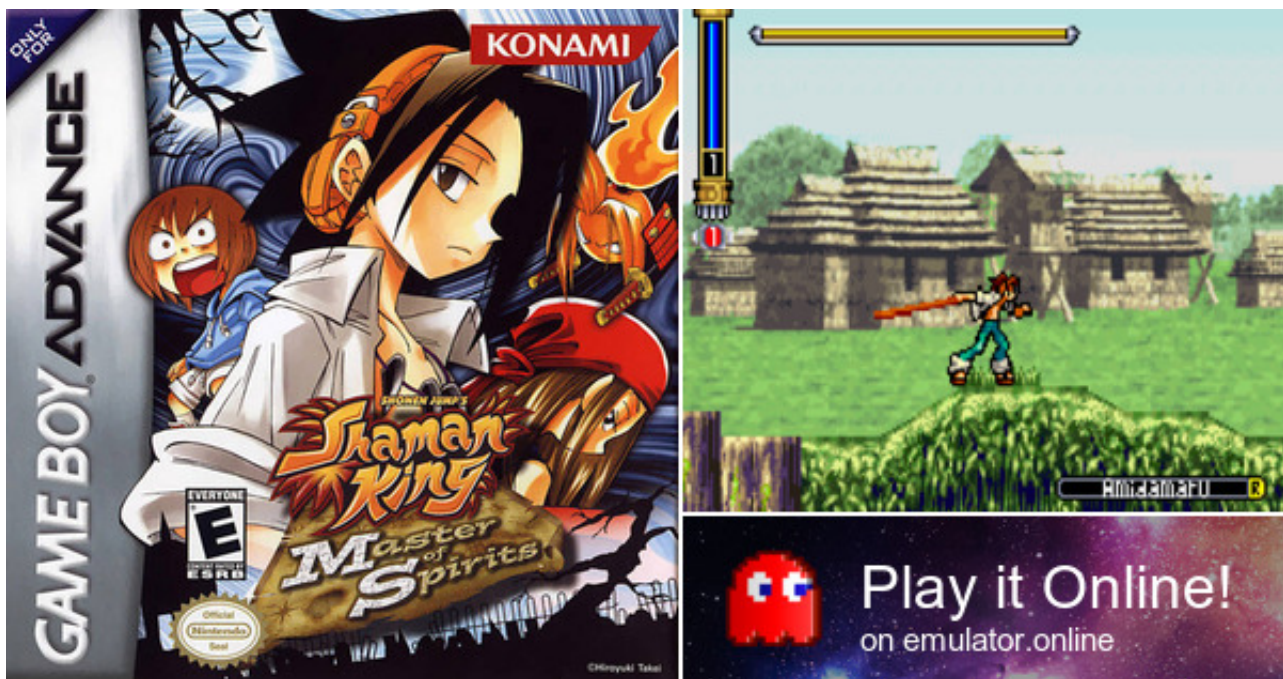 ONLY
FOR
GAME BOY ADVANCE
KONAMI
SHONEN JUMP'S
Shaman
King
Master
of
Spirits
EVERYONE
E
CONTENT RATED BY
ESRB
Official
Nintendo
Seal
©Hiroyuki Takei
1
1
Amidamaru R
Play it Online!
on emulator.online